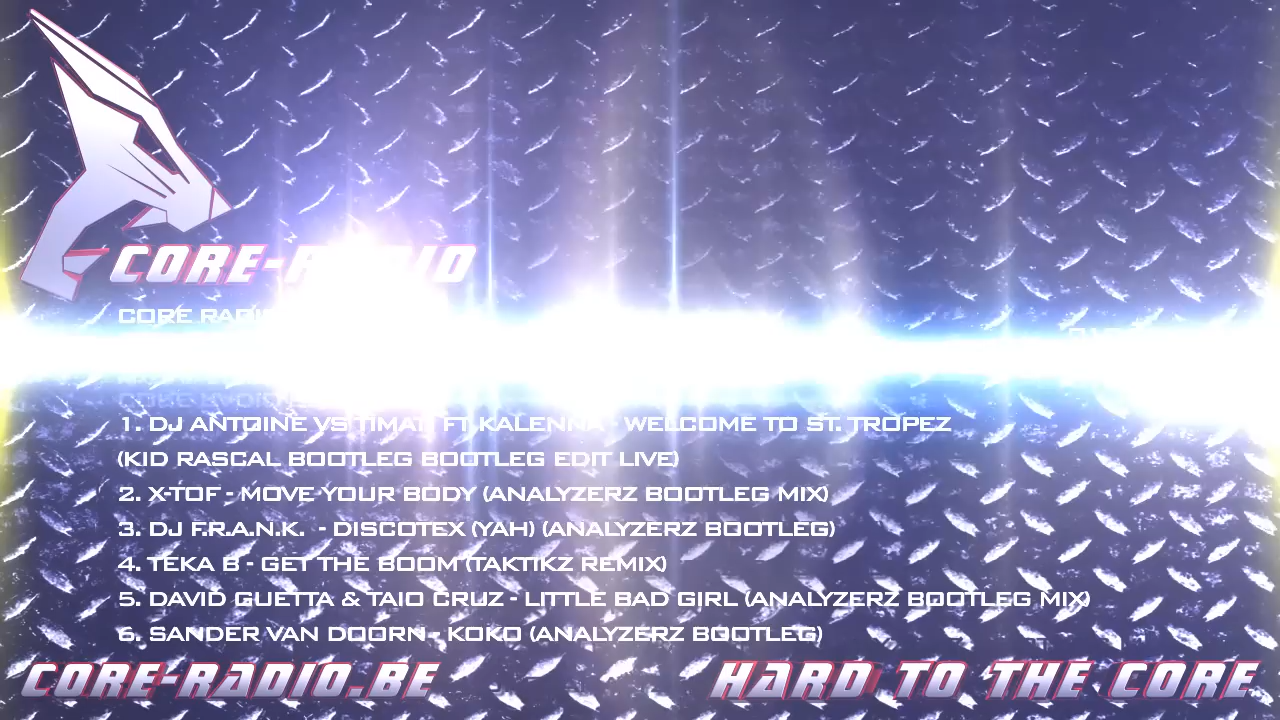 CORE-RADIO
CORE RADIO
1. DJ ANTOINE VS TIMATI FT KALENNA - WELCOME TO ST. TROPEZ
(KID RASCAL BOOTLEG BOOTLEG EDIT LIVE)
2. X-TOF - MOVE YOUR BODY (ANALYZERZ BOOTLEG MIX)
3. DJ F.R.A.N.K. - DISCOTEX (YAH) (ANALYZERZ BOOTLEG)
4. TEKA B - GET THE BOOM (TAKTIKZ REMIX)
5. DAVID GUETTA & TAIO CRUZ - LITTLE BAD GIRL (ANALYZERZ BOOTLEG MIX)
6. SANDER VAN DOORN - KOKO (ANALYZERZ BOOTLEG)
CORE-RADIO.BE
HARD TO THE CORE